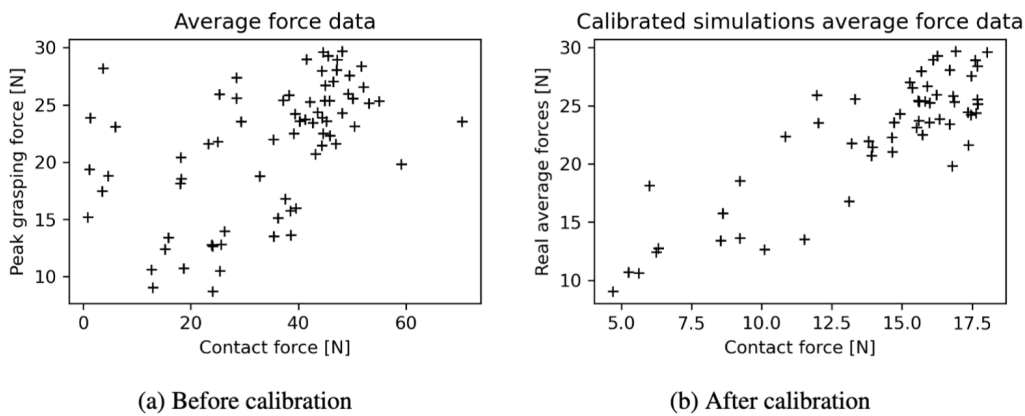 Average force data
Peak grasping force [N]
30
25
20
15
10
0
20
40
60
Contact force [N]
(a) Before calibration
Calibrated simulations average force data
Real average forces [N]
30
25
20
15
10
5.0
7.5
10.0
12.5
15.0
17.5
Contact force [N]
(b) After calibration